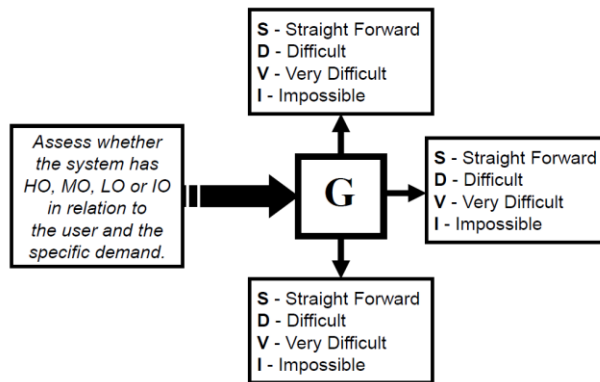 S - Straight Forward
D - Difficult
V - Very Difficult
I - Impossible
Assess whether
the system has
HO, MO, LO or IO
in relation to
the user and the
specific demand.
G
S - Straight Forward
D - Difficult
V - Very Difficult
I - Impossible
S - Straight Forward
D - Difficult
V - Very Difficult
I - Impossible